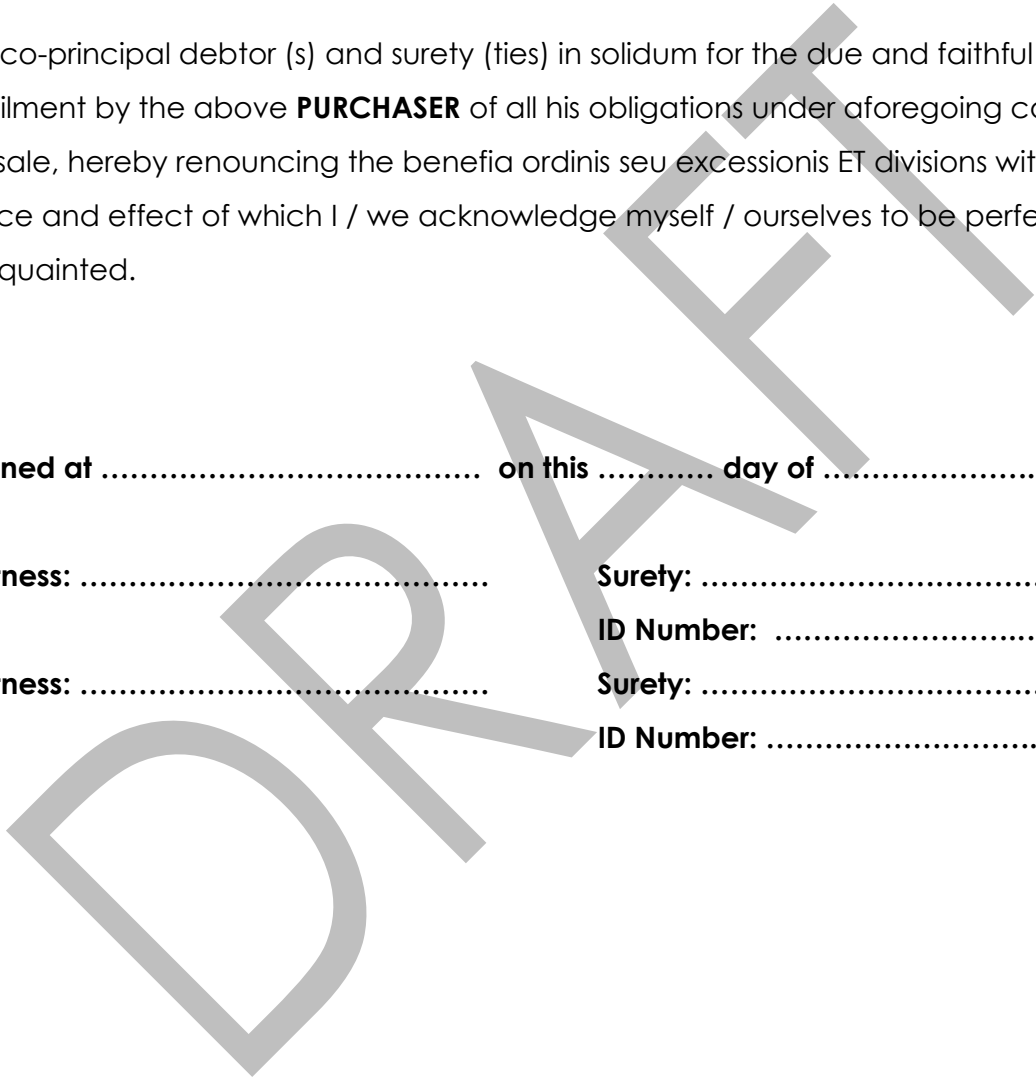 co-principal debtor (s) and surety (ties) in solidum for the due and faithful
ilment by the above PURCHASER of all his obligations under aforegoing co
sale, hereby renouncing the benefia ordinis seu excessionis ET divisions wit
ce and effect of which I / we acknowledge myself / ourselves to be perfe
quainted.
ned at ………………………………… on this ………… day of …………………
ness: …………………………………… Surety: ……………………………
ID Number: ………………………
ness: …………………………………… Surety: ……………………………
ID Number: ………………………
DRAFT